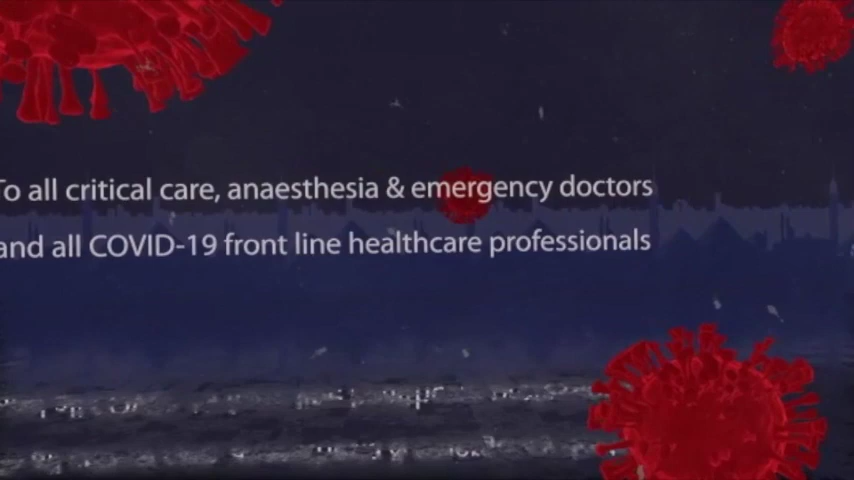 To all critical care, anaesthesia & emergency doctors
and all COVID-19 front line healthcare professionals